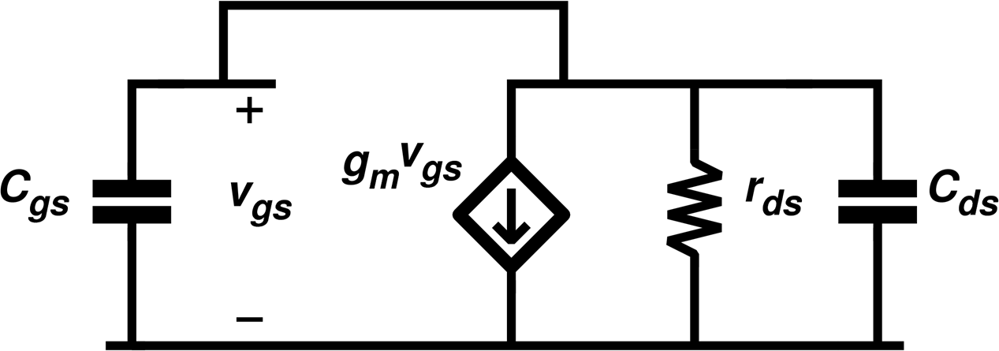 +
C_gs
v_gs
g_m v_gs
r_ds
C_ds
−